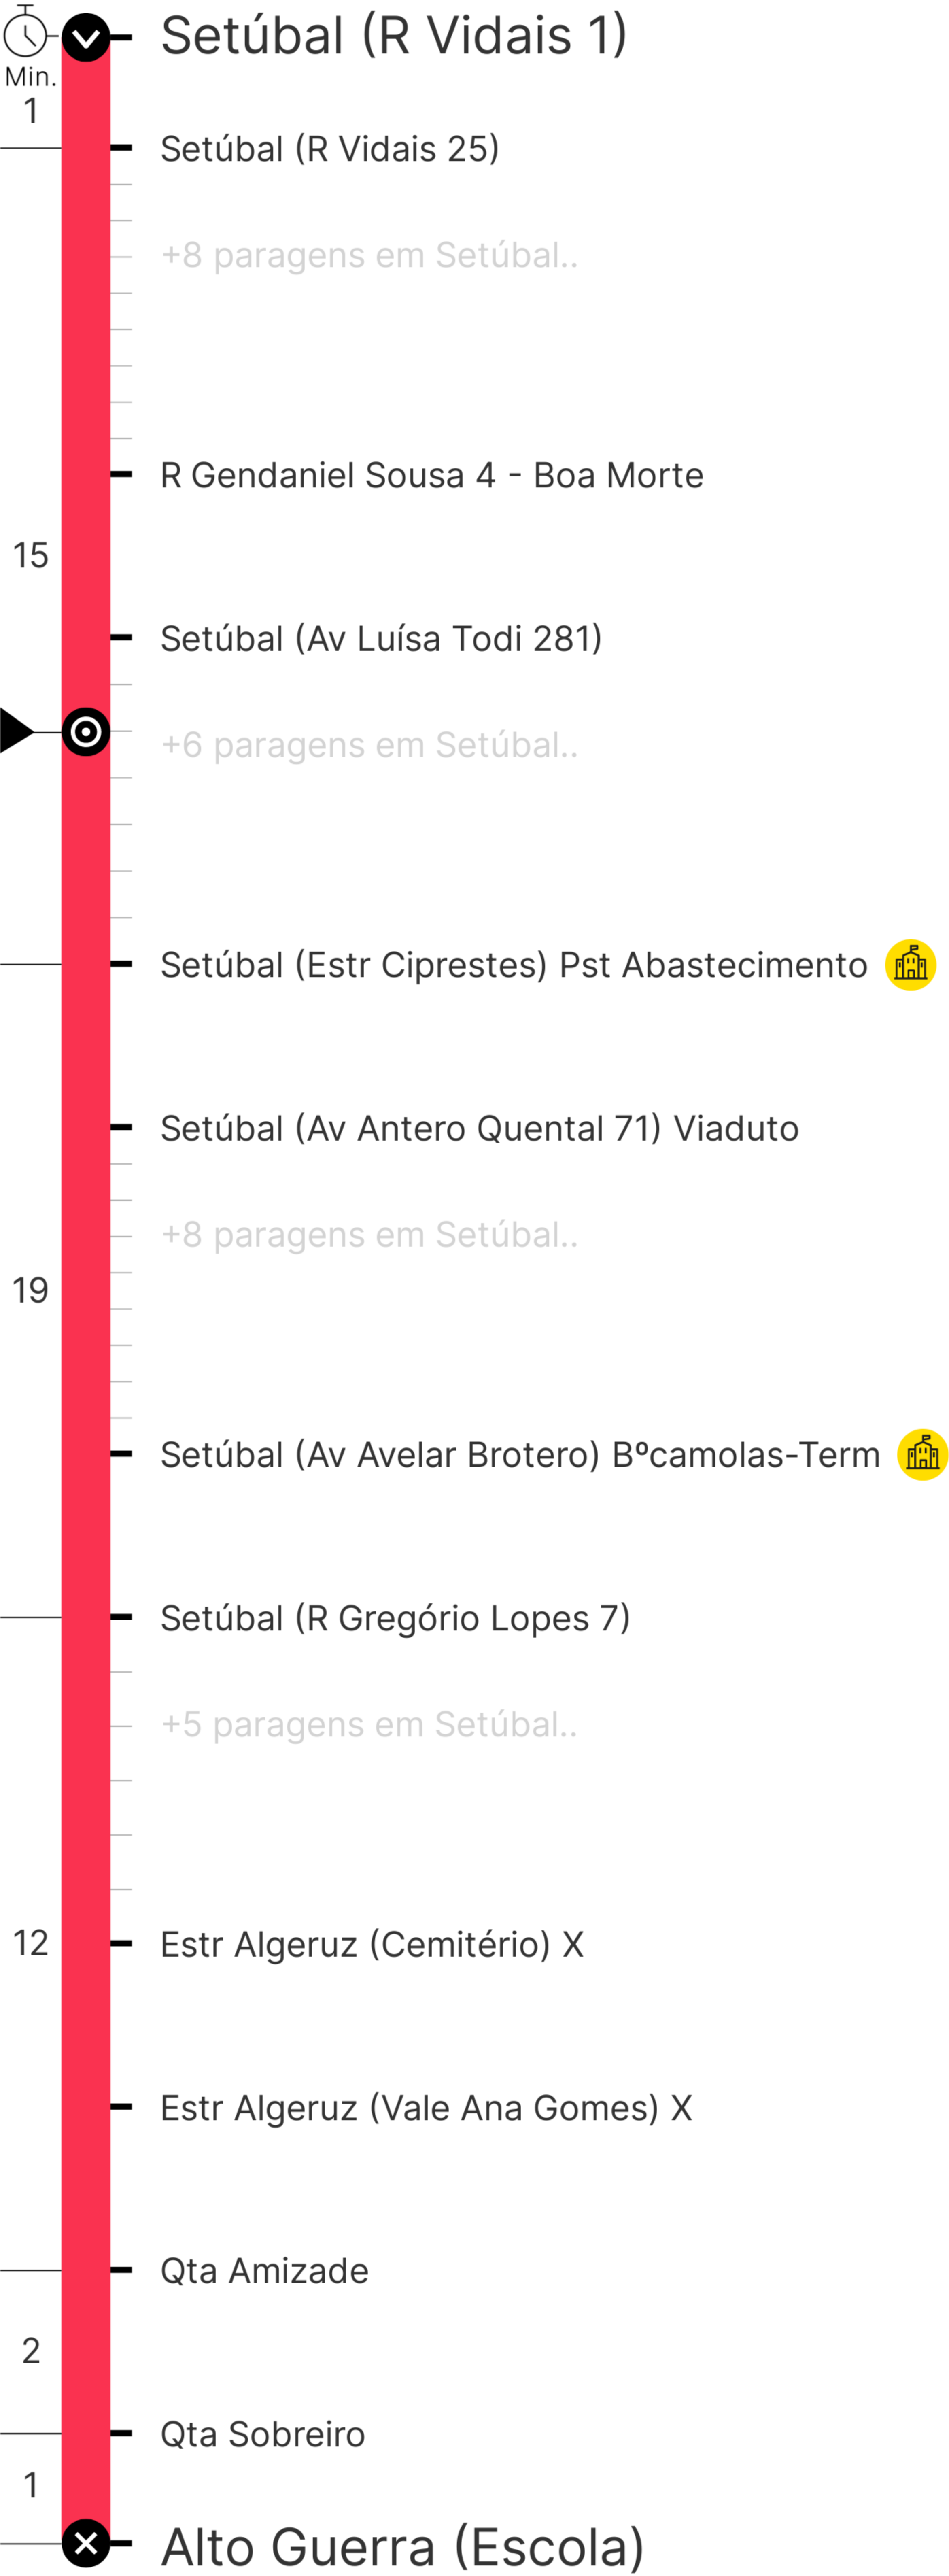 Setúbal (R Vidais 1)
Min.
1
Setúbal (R Vidais 25)
+8 paragens em Setúbal..
R Gendaniel Sousa 4 - Boa Morte
15
Setúbal (Av Luísa Todi 281)
+6 paragens em Setúbal..
Setúbal (Estr Ciprestes) Pst Abastecimento
Setúbal (Av Antero Quental 71) Viaduto
+8 paragens em Setúbal..
19
Setúbal (Av Avelar Brotero) Bºcamolas-Term
Setúbal (R Gregório Lopes 7)
+5 paragens em Setúbal..
12
Estr Algeruz (Cemitério) X
Estr Algeruz (Vale Ana Gomes) X
Qta Amizade
2
Qta Sobreiro
1
Alto Guerra (Escola)